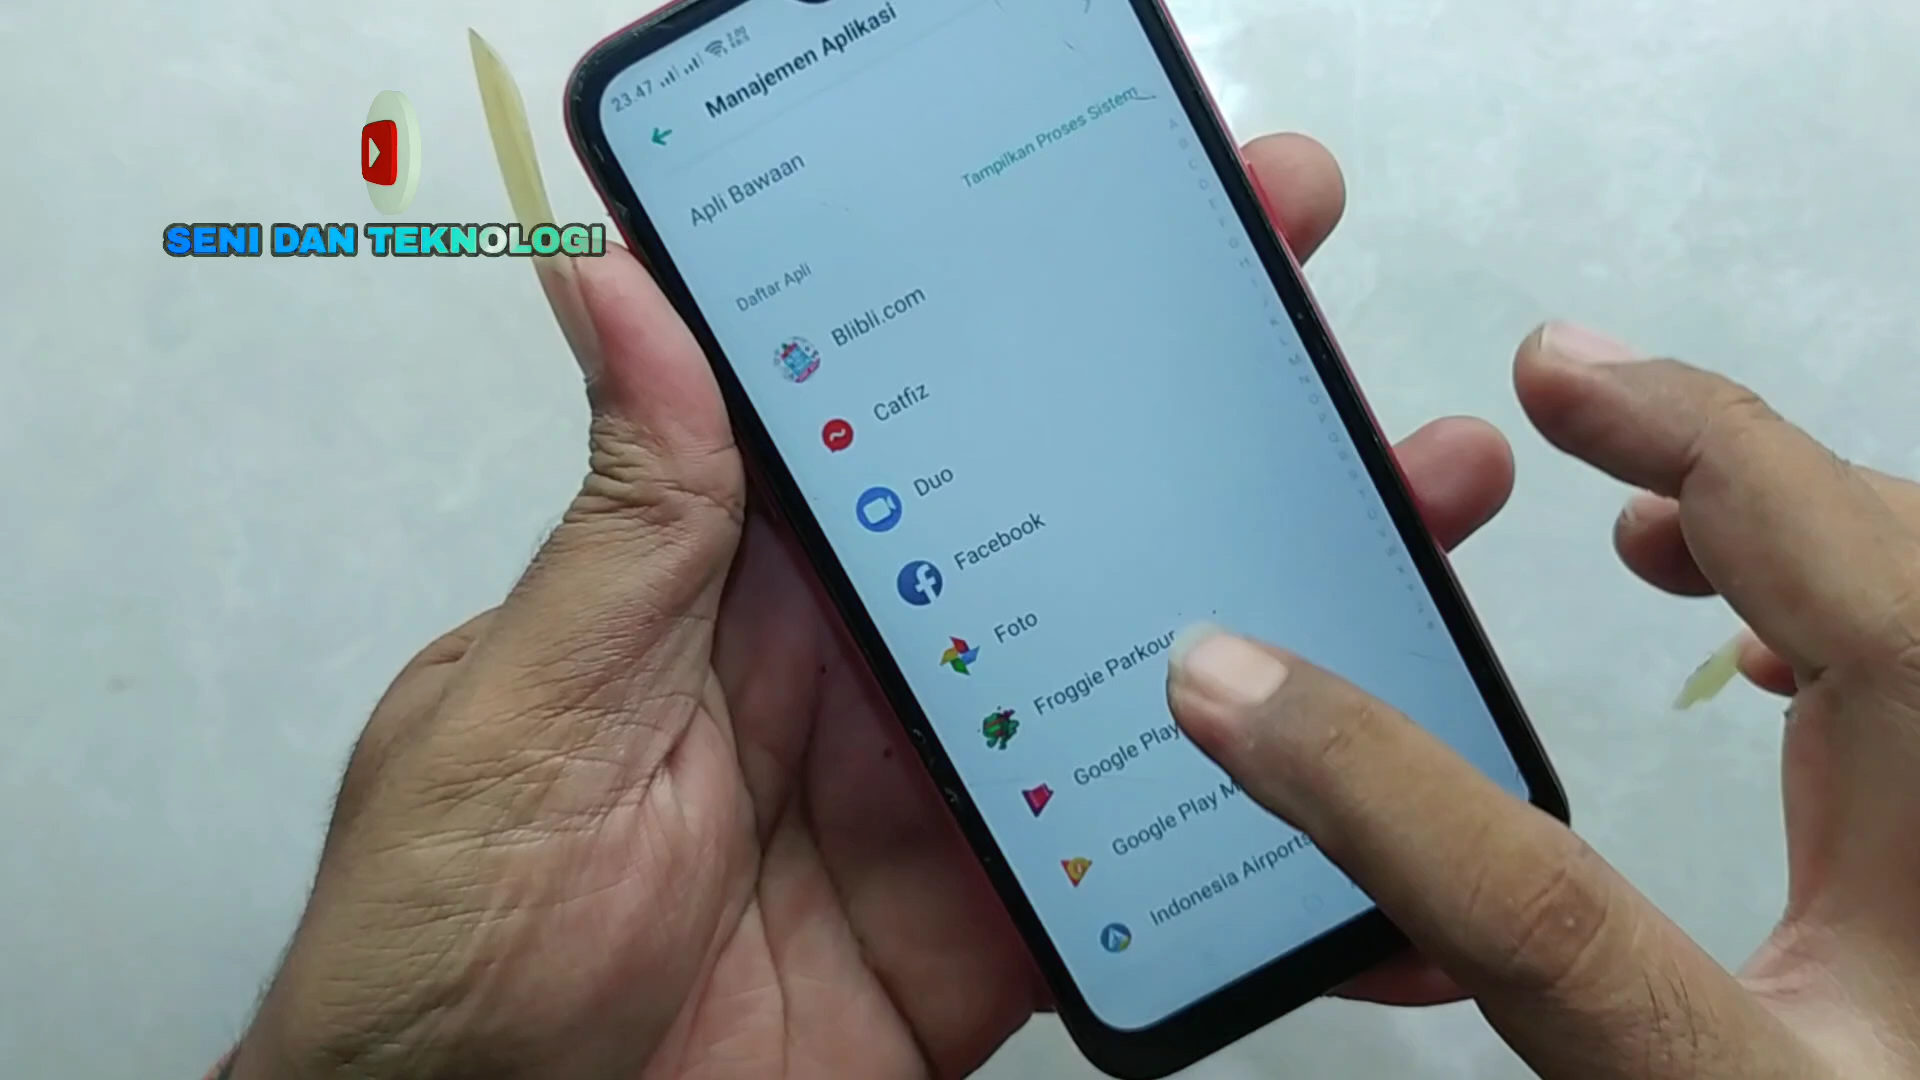 SENI DAN TEKNOLOGI
23.47
Manajemen Aplikasi
Apli Bawaan
Tampilkan Proses Sistem
Daftar Apli
Blibli.com
Catfiz
Duo
Facebook
Foto
Froggie Parkour
Google Play
Google Play
Indonesia Airports